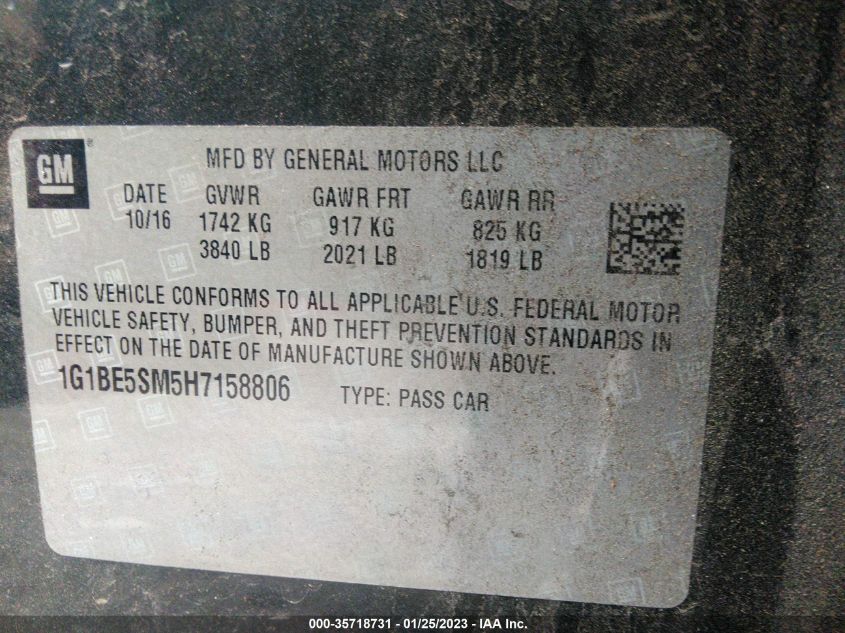 GM
MFD BY GENERAL MOTORS LLC
DATE GVWR GAWR FRT GAWR RR
10/16 1742 KG 917 KG 825 KG
3840 LB 2021 LB 1819 LB
THIS VEHICLE CONFORMS TO ALL APPLICABLE U.S. FEDERAL MOTOR
VEHICLE SAFETY, BUMPER, AND THEFT PREVENTION STANDARDS IN
EFFECT ON THE DATE OF MANUFACTURE SHOWN ABOVE.
1G1BE5SM5H7158806 TYPE: PASS CAR
000-35718731 - 01/25/2023 - IAA Inc.